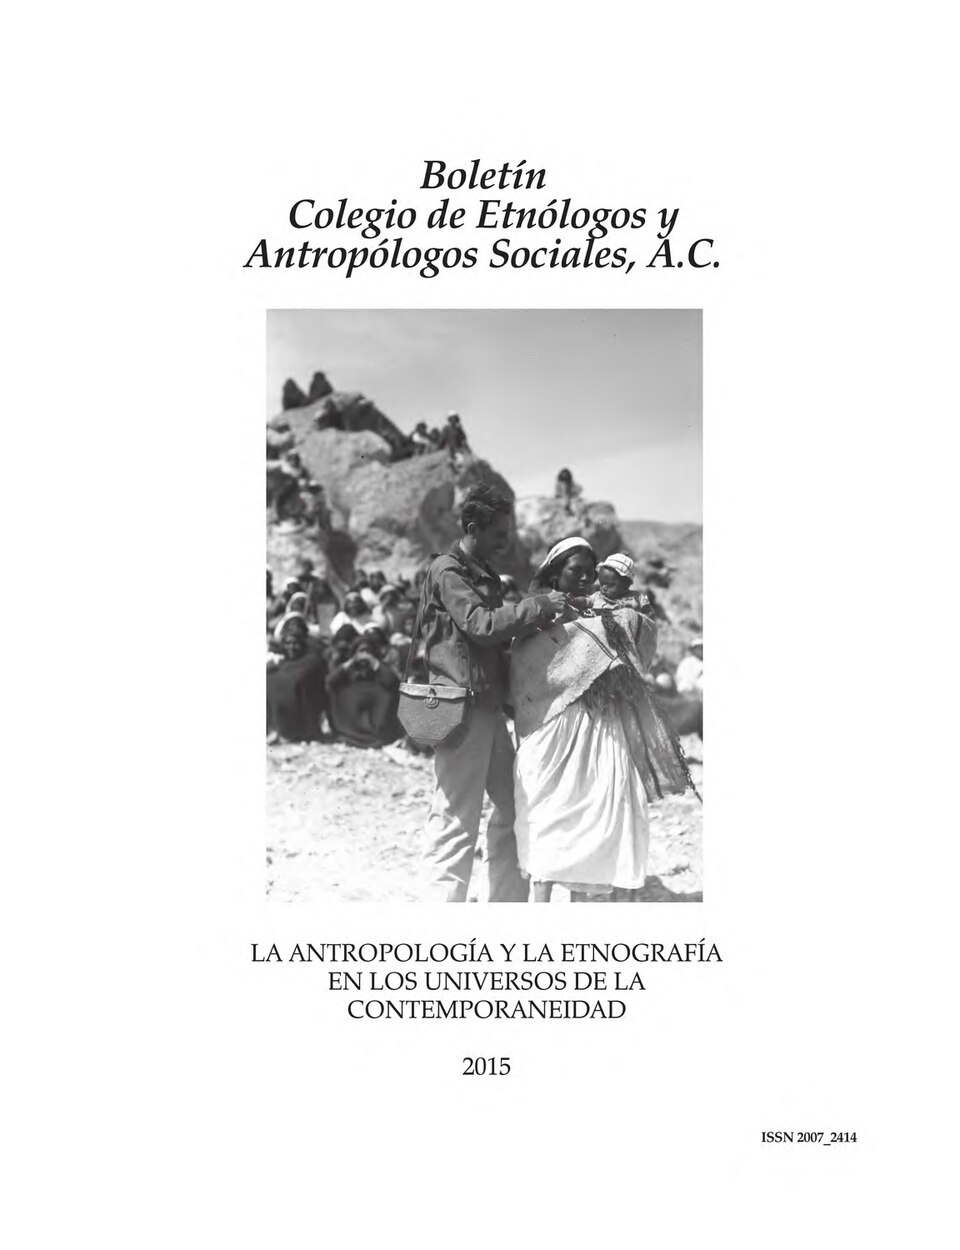 Boletín
Colegio de Etnólogos y
Antropólogos Sociales, A.C.
LA ANTROPOLOGÍA Y LA ETNOGRAFÍA
EN LOS UNIVERSOS DE LA
CONTEMPORANEIDAD
2015
ISSN 2007_2414